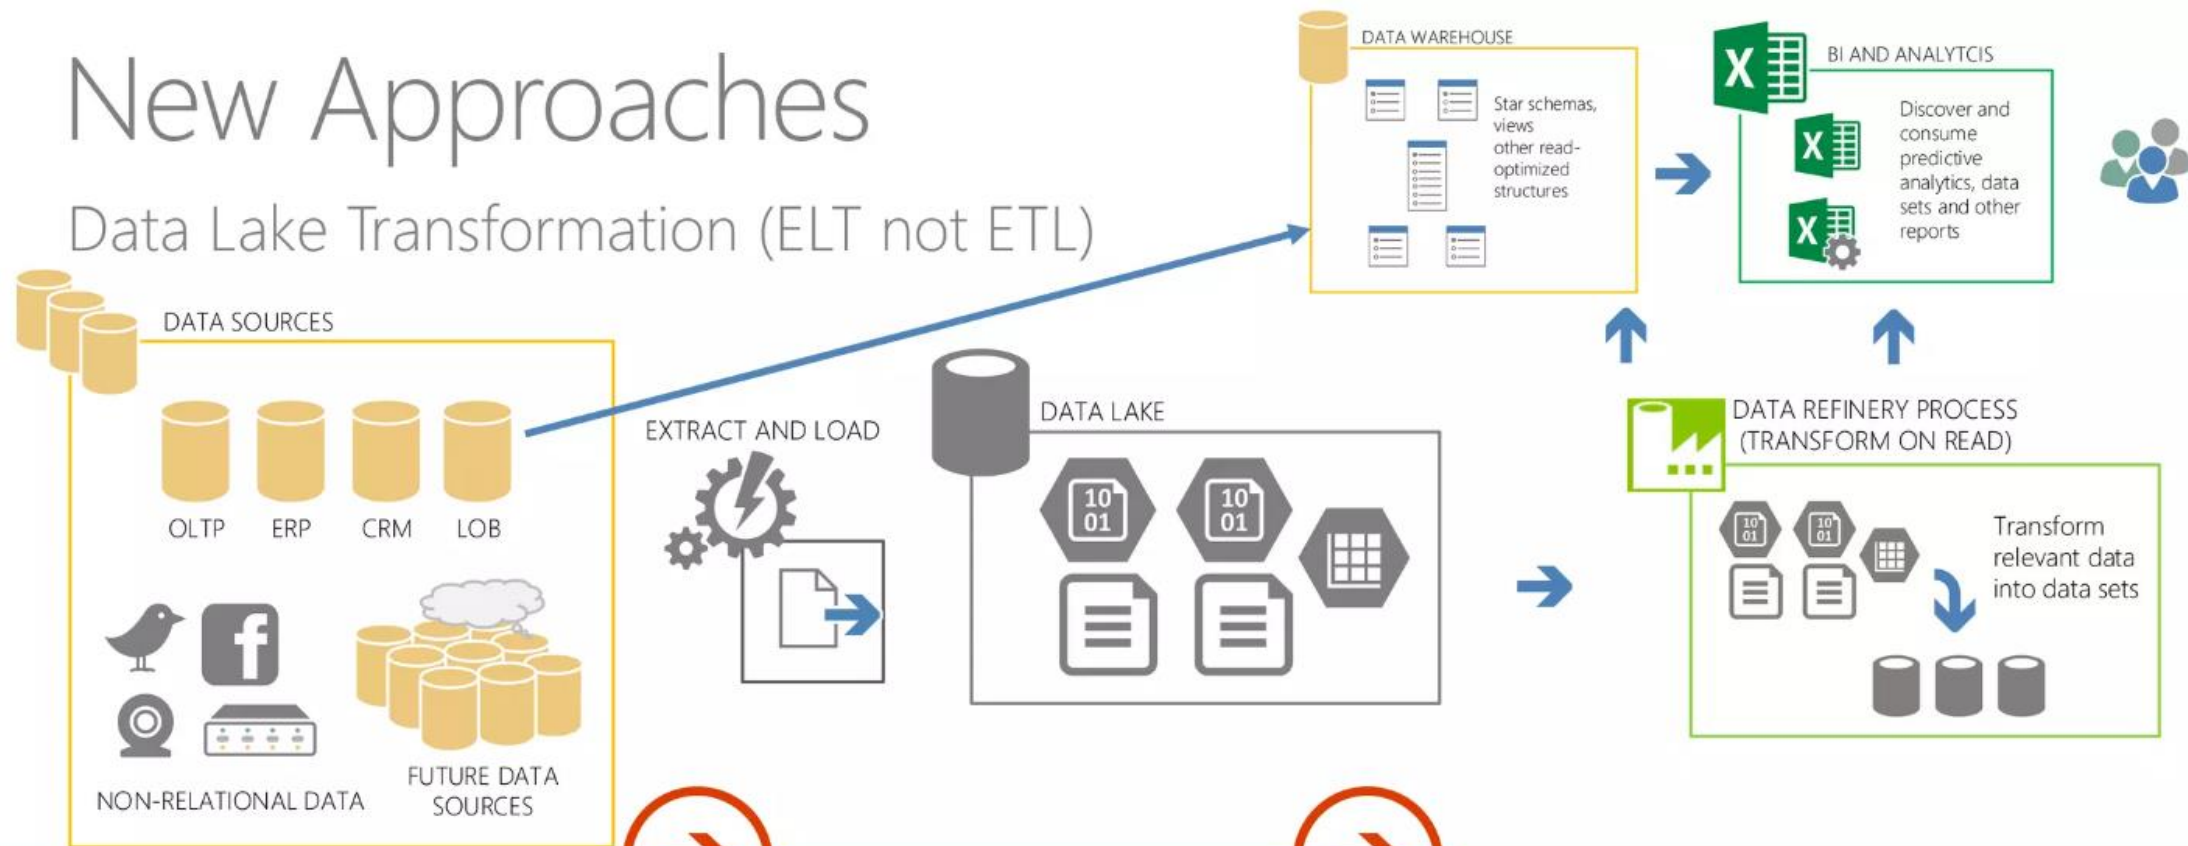 New Approaches
Data Lake Transformation (ELT not ETL)
DATA SOURCES
OLTP
ERP
CRM
LOB
NON-RELATIONAL DATA
FUTURE DATA
SOURCES
EXTRACT AND LOAD
DATA LAKE
10
01
10
01
DATA WAREHOUSE
Star schemas,
views
other read-
optimized
structures
BI AND ANALYTCIS
Discover and
consume
predictive
analytics, data
sets and other
reports
DATA REFINERY PROCESS
(TRANSFORM ON READ)
10
01
10
01
Transform
relevant data
into data sets